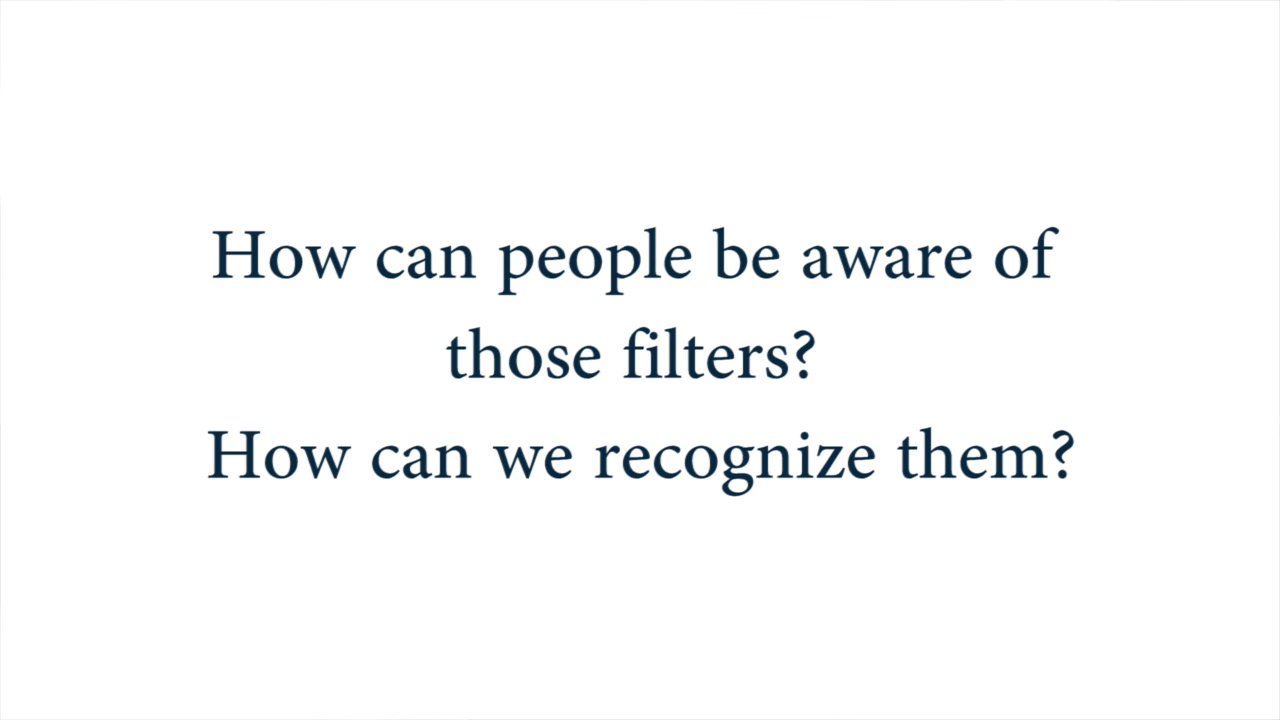 How can people be aware of
those filters?
How can we recognize them?